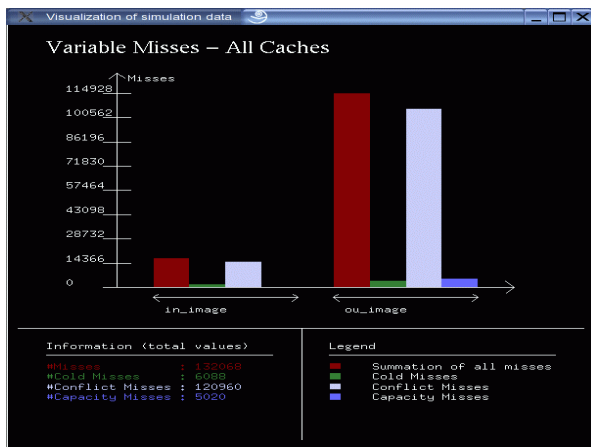 Visualization of simulation data
Variable Misses – All Caches
Misses
114928
100562
86196
71830
57464
43098
28732
14366
0
in_image
ou_image
Information (total values)
#Misses : 132068
#Cold Misses : 6088
#Conflict Misses : 120960
#Capacity Misses : 5020
Legend
Summation of all misses
Cold Misses
Conflict Misses
Capacity Misses